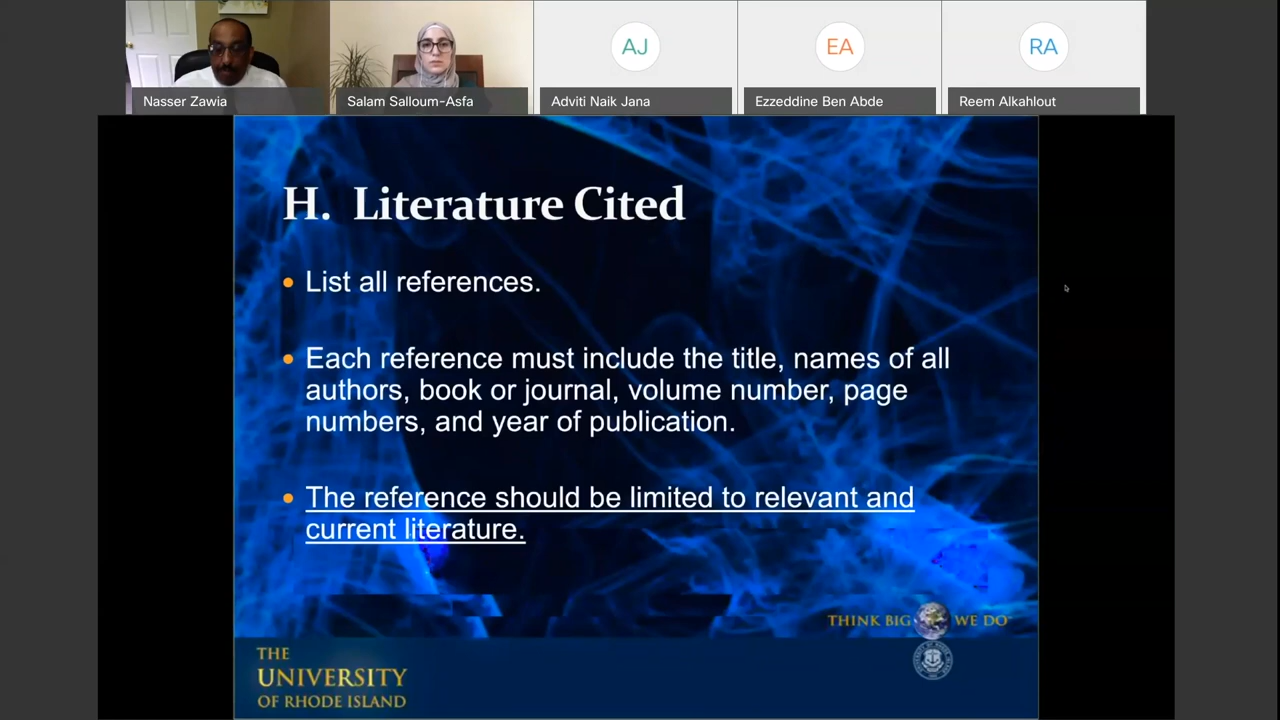 Nasser Zawia
Salam Salloum-Asfa
AJ
Adviti Naik Jana
EA
Ezzeddine Ben Abde
RA
Reem Alkahlout
H. Literature Cited
• List all references.
• Each reference must include the title, names of all
authors, book or journal, volume number, page
numbers, and year of publication.
• The reference should be limited to relevant and
current literature.
THINK BIG WE DO
THE
UNIVERSITY
OF RHODE ISLAND